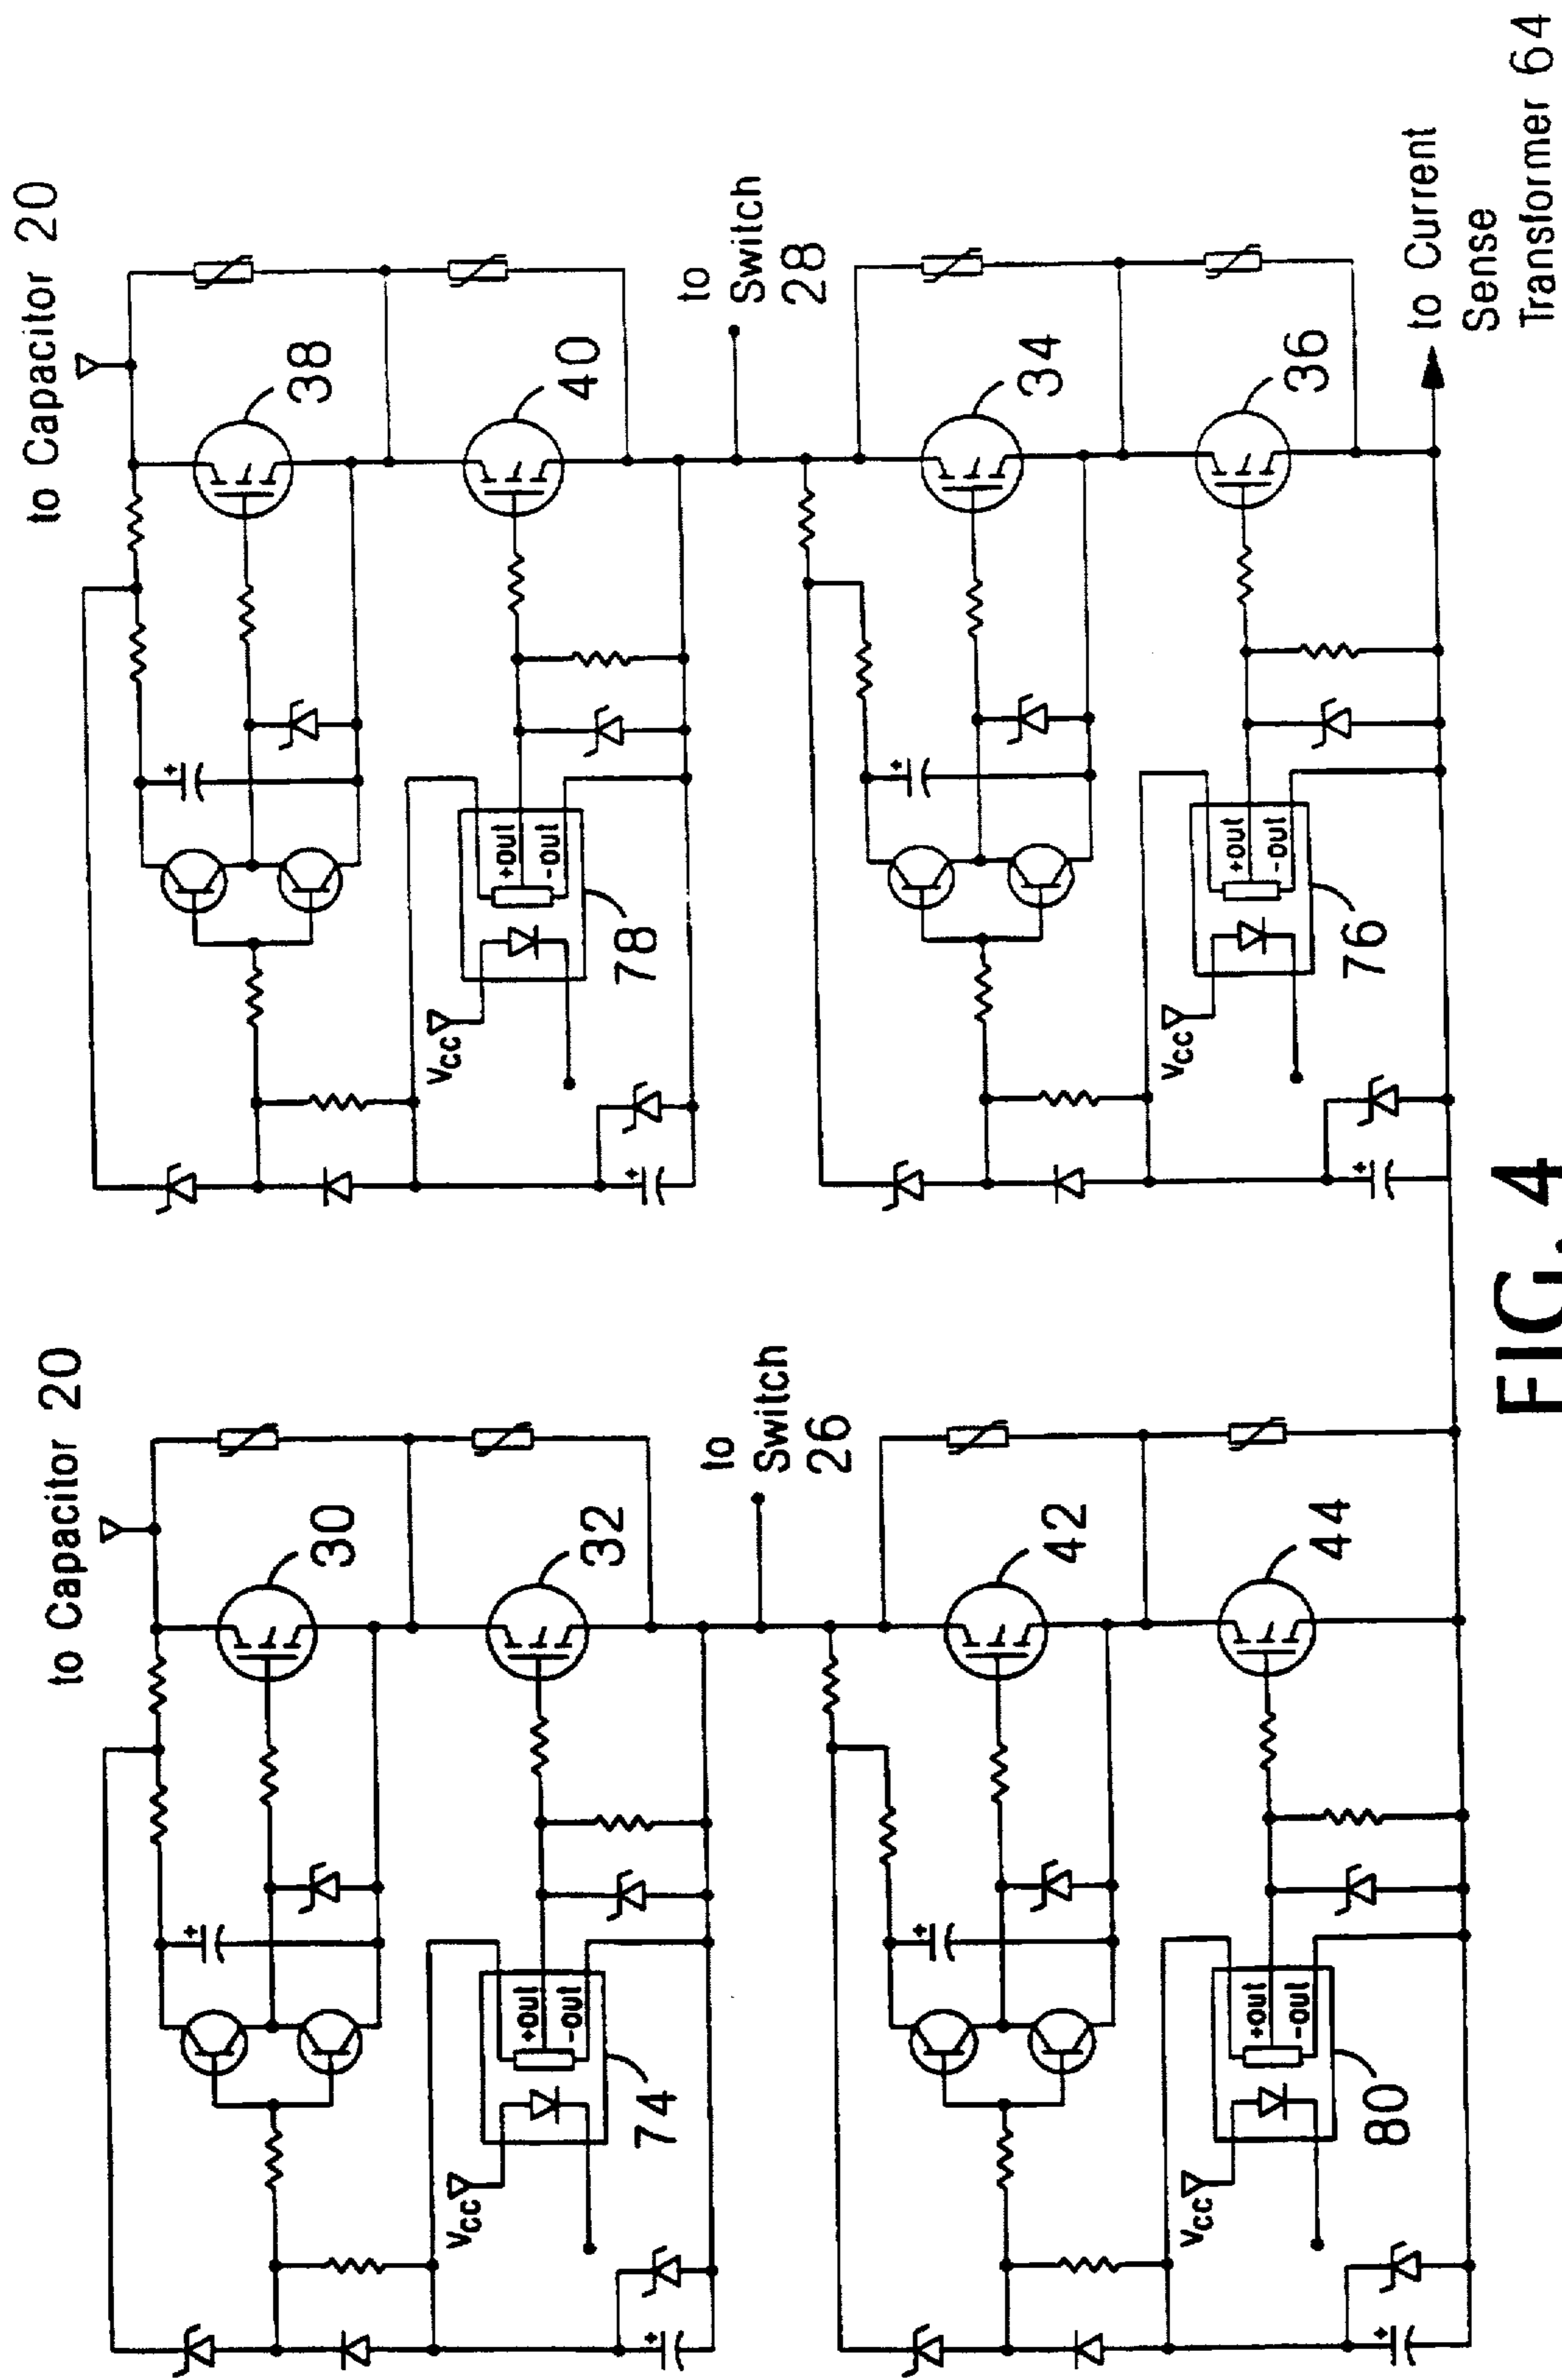 to Capacitor 20
30
32
to
Switch
26
+out
-out
74
Vcc
42
44
+out
-out
80
Vcc
to Capacitor 20
38
40
to
Switch
28
+out
-out
78
Vcc
34
36
+out
-out
76
Vcc
to Current
Sense
Transformer 64
FIG. 4